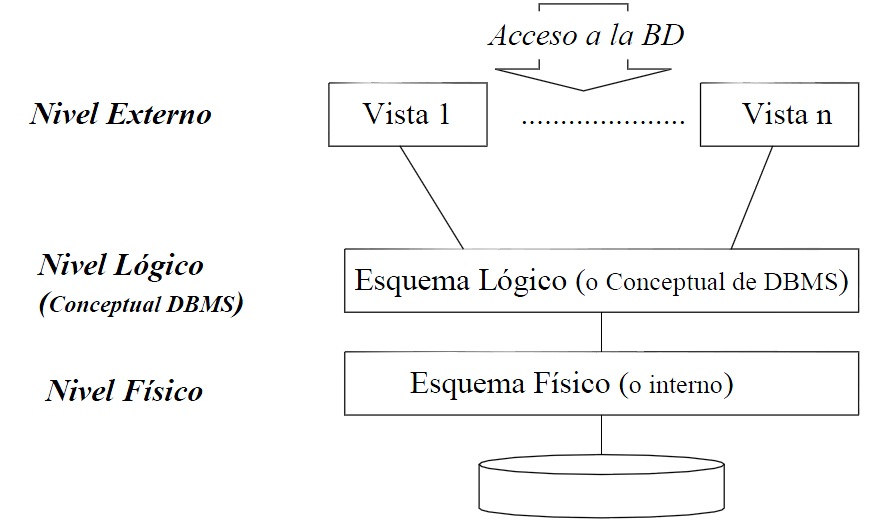 Acceso a la BD
Nivel Externo
Vista 1
.....................
Vista n
Nivel Lógico
(Conceptual DBMS)
Esquema Lógico (o Conceptual de DBMS)
Nivel Físico
Esquema Físico (o interno)